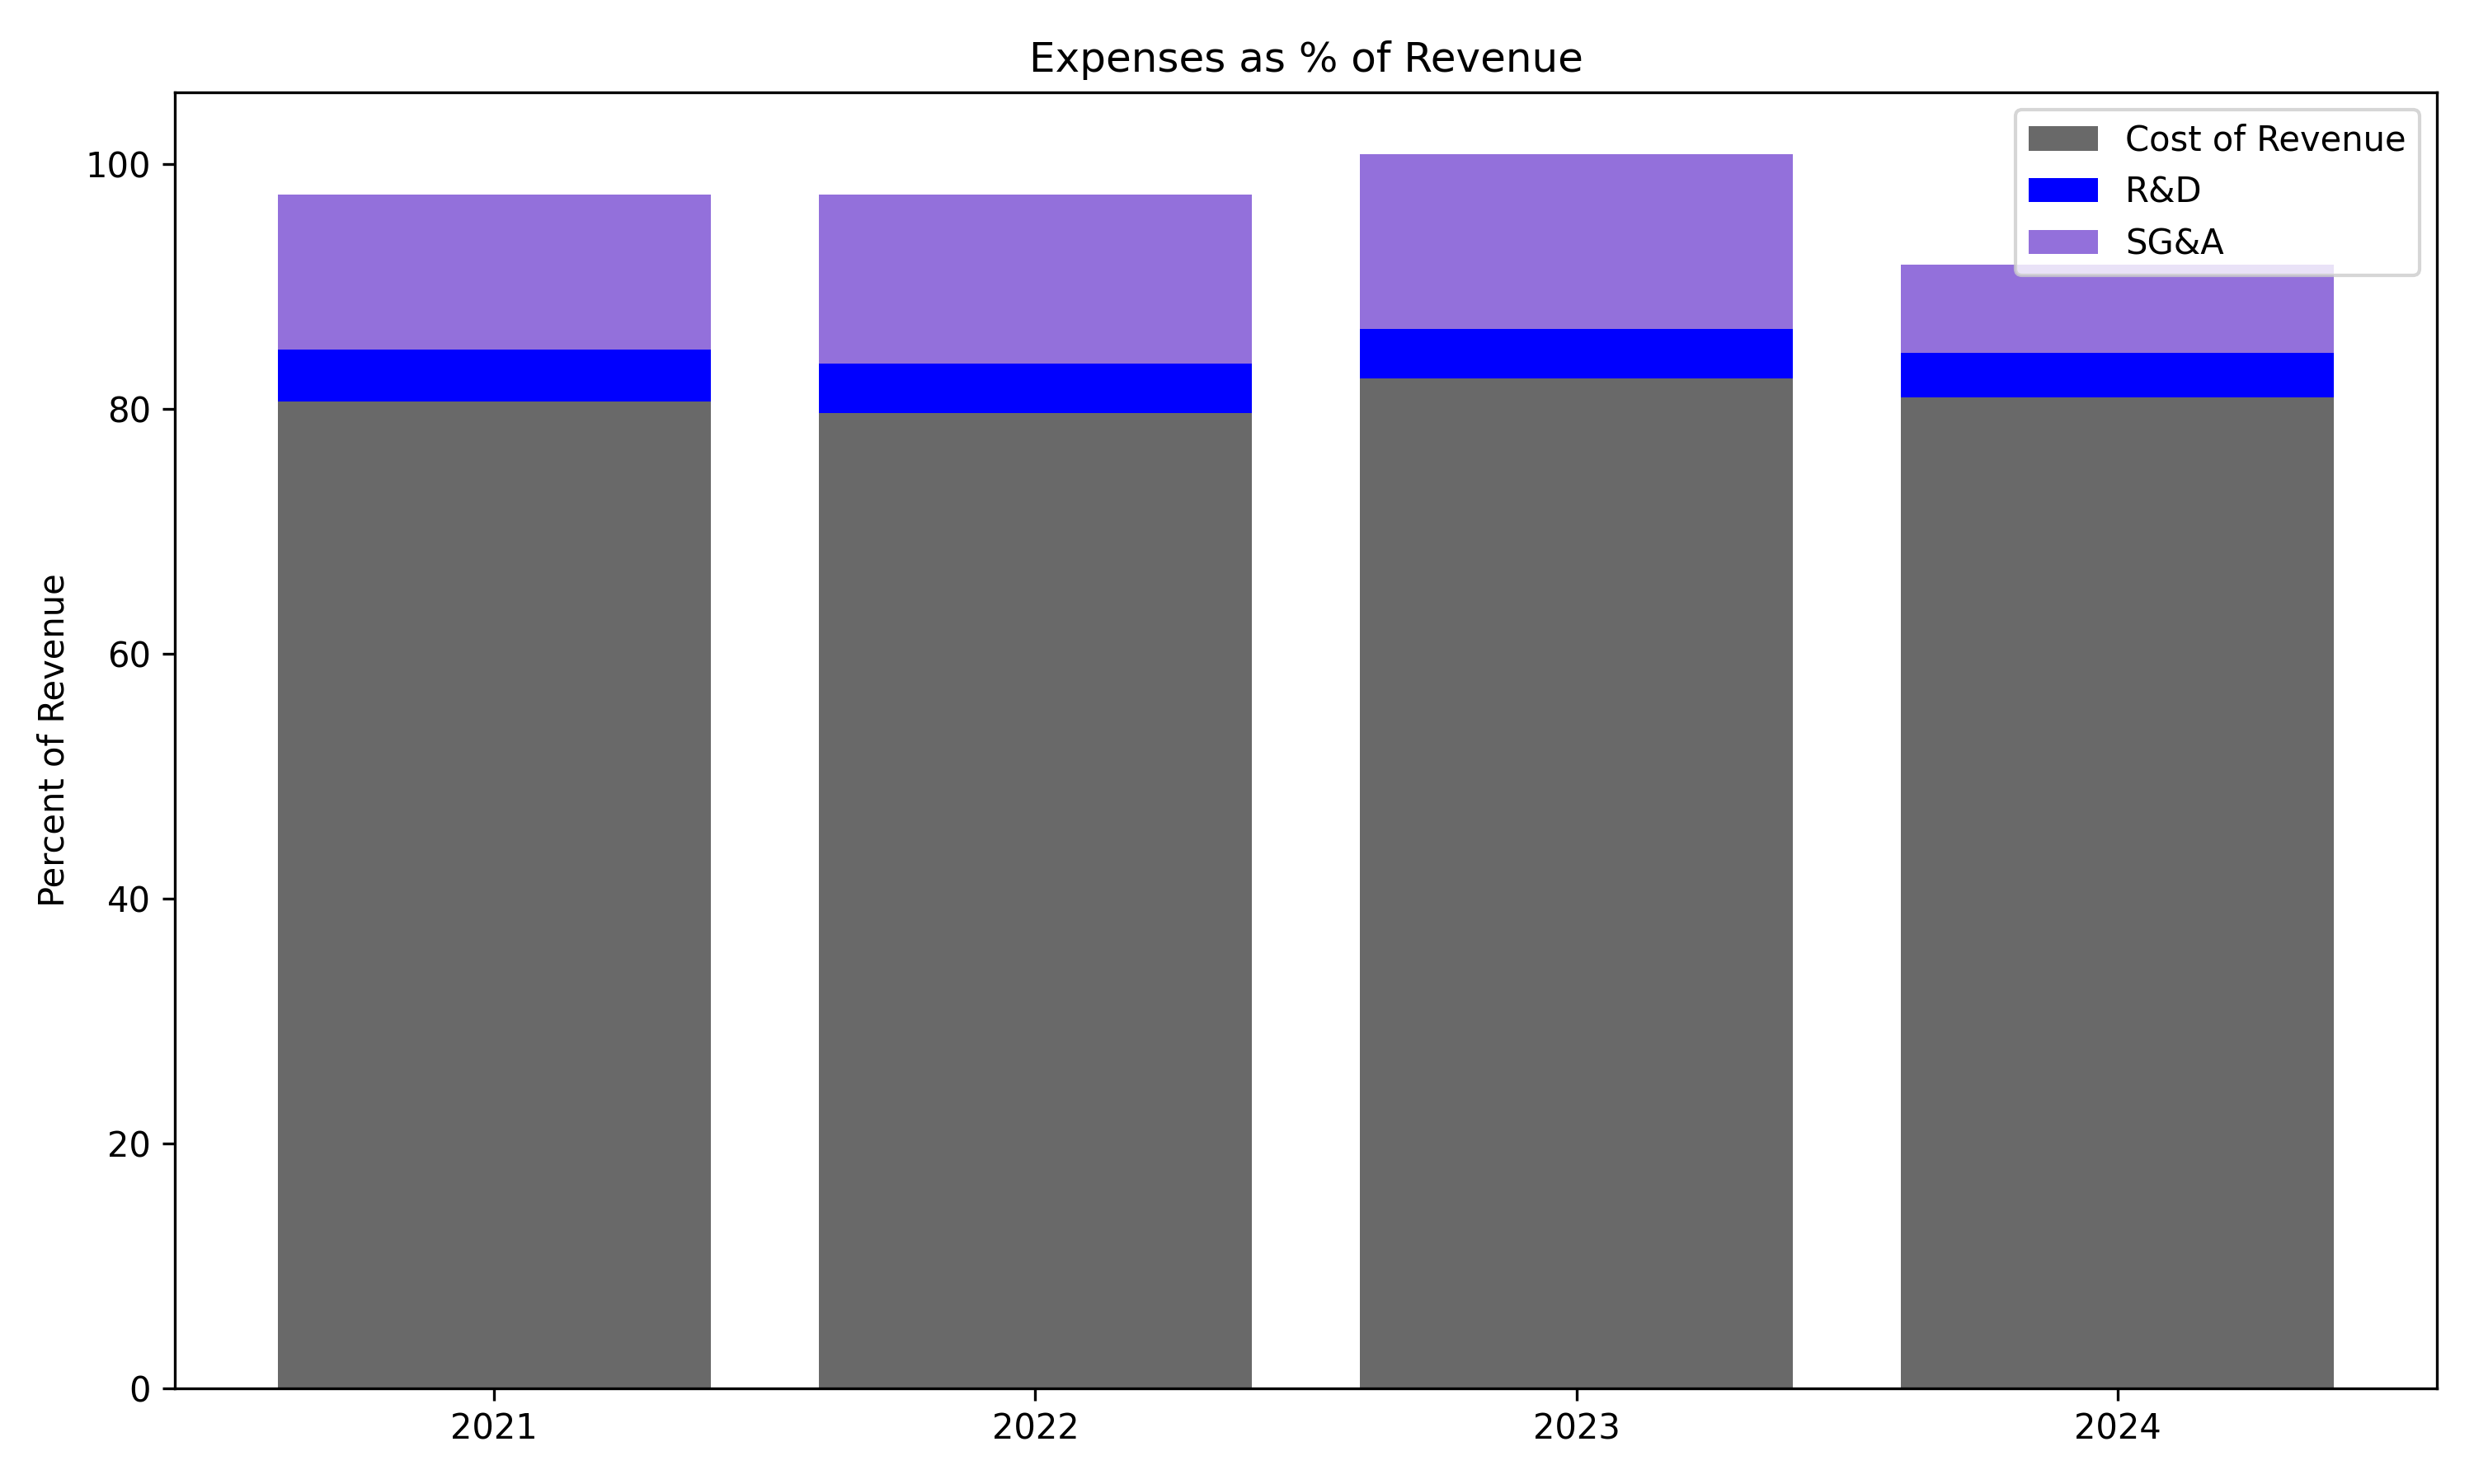 Expenses as % of Revenue
Cost of Revenue
R&D
SG&A
Percent of Revenue
100
80
60
40
20
0
2021
2022
2023
2024